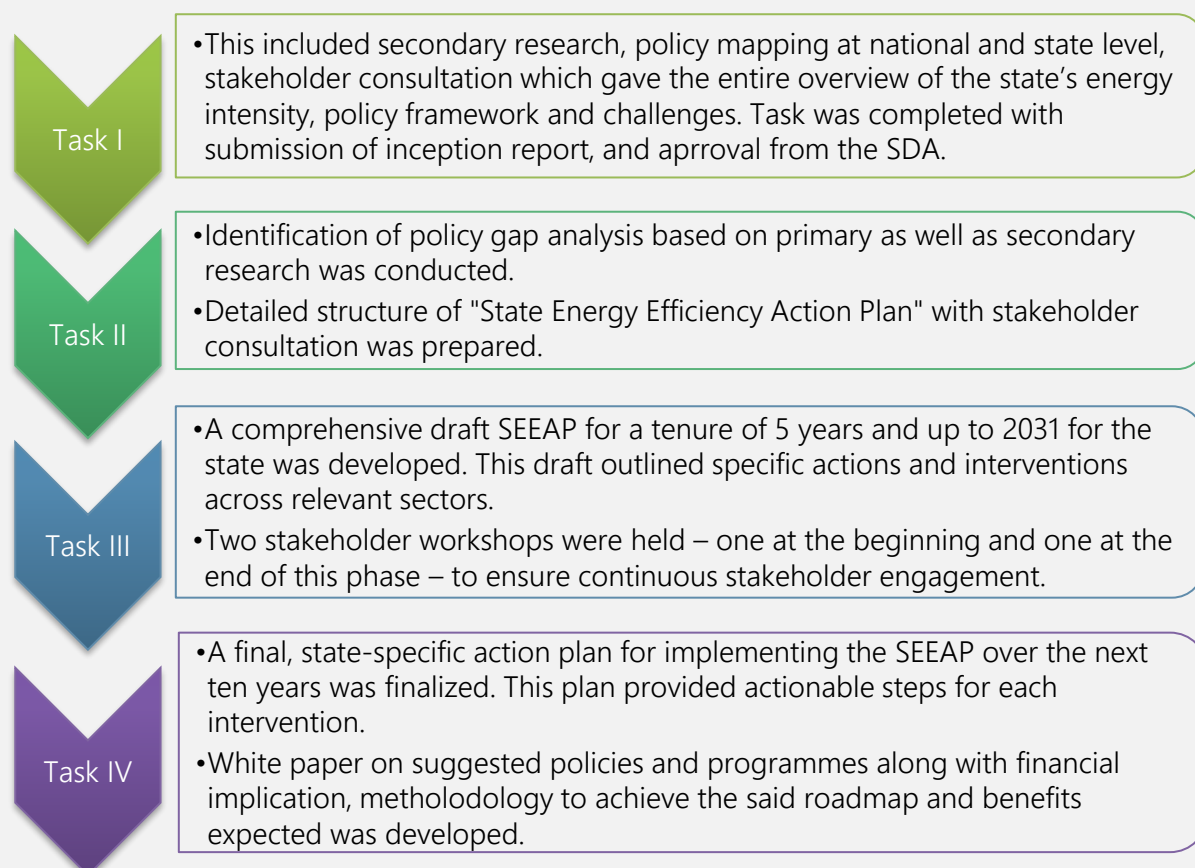 Task I
•This included secondary research, policy mapping at national and state level,
stakeholder consultation which gave the entire overview of the state’s energy
intensity, policy framework and challenges. Task was completed with
submission of inception report, and aprroval from the SDA.
Task II
•Identification of policy gap analysis based on primary as well as secondary
research was conducted.
•Detailed structure of "State Energy Efficiency Action Plan" with stakeholder
consultation was prepared.
Task III
•A comprehensive draft SEEAP for a tenure of 5 years and up to 2031 for the
state was developed. This draft outlined specific actions and interventions
across relevant sectors.
•Two stakeholder workshops were held – one at the beginning and one at the
end of this phase – to ensure continuous stakeholder engagement.
Task IV
•A final, state-specific action plan for implementing the SEEAP over the next
ten years was finalized. This plan provided actionable steps for each
intervention.
•White paper on suggested policies and programmes along with financial
implication, metholodology to achieve the said roadmap and benefits
expected was developed.